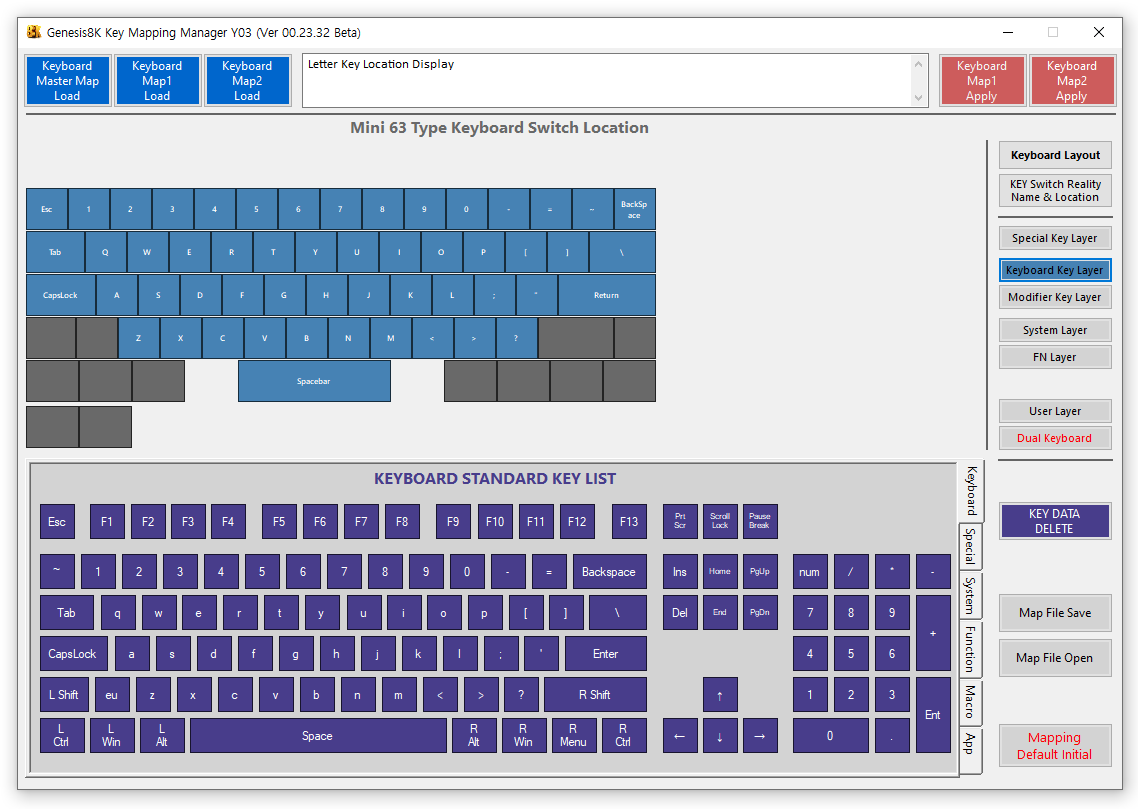 Genesis8K Key Mapping Manager Y03 (Ver 00.23.32 Beta)
Keyboard
Master Map
Load
Keyboard
Map1
Load
Keyboard
Map2
Load
Letter Key Location Display
Keyboard
Map1
Apply
Keyboard
Map2
Apply
Mini 63 Type Keyboard Switch Location
Esc 1 2 3 4 5 6 7 8 9 0 - = ~ BackSp
ace
Tab Q W E R T Y U I O P [ ] \
CapsLock A S D F G H J K L ; " Return
Z X C V B N M < > ?
Spacebar
Keyboard Layout
KEY Switch Reality
Name & Location
Special Key Layer
Keyboard Key Layer
Modifier Key Layer
System Layer
FN Layer
User Layer
Dual Keyboard
KEYBOARD STANDARD KEY LIST
Esc F1 F2 F3 F4 F5 F6 F7 F8 F9 F10 F11 F12 F13
Prt
Scr
Scroll
Lock
Pause
Break
~ 1 2 3 4 5 6 7 8 9 0 - = Backspace Ins Home PgUp num / * -
Tab q w e r t y u i o p [ ] \ Del End PgDn 7 8 9 +
CapsLock a s d f g h j k l ; ' Enter 4 5 6
L Shift eu z x c v b n m < > ? R Shift ↑ 1 2 3 Ent
L
Ctrl
L
Win
L
Alt
Space
R
Alt
R
Win
R
Menu
R
Ctrl
← ↓ → 0 .
Keyboard
Special
System
Function
Macro
App
KEY DATA
DELETE
Map File Save
Map File Open
Mapping
Default Initial